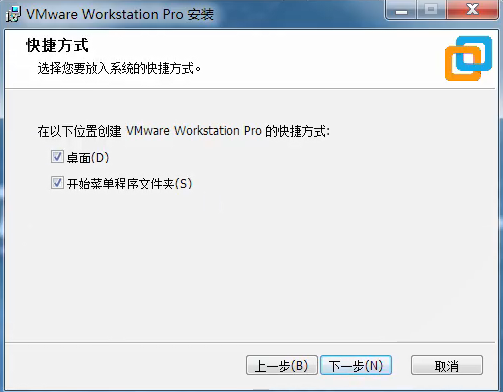 VMware Workstation Pro 安装
快捷方式
选择您要放入系统的快捷方式。
在以下位置创建 VMware Workstation Pro 的快捷方式:
桌面(D)
开始菜单程序文件夹(S)
上一步(B) 下一步(N) 取消